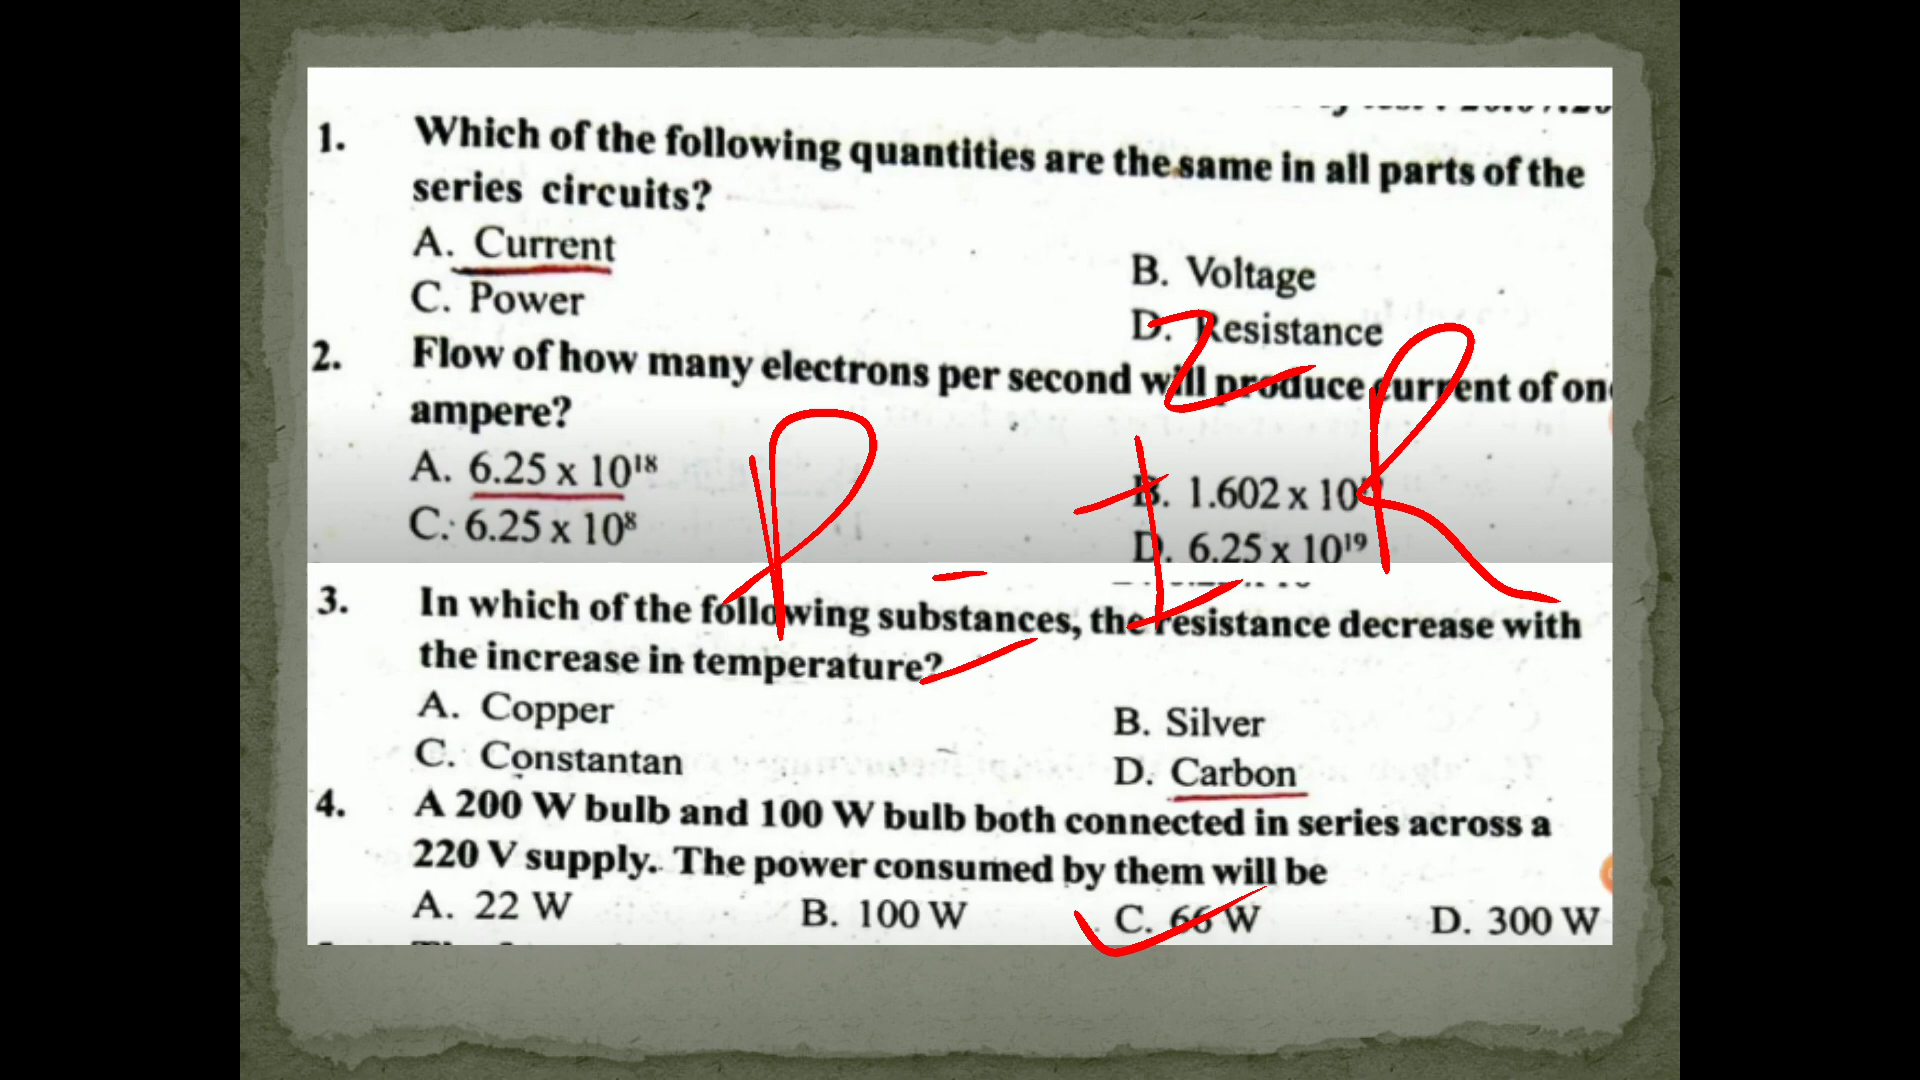 1. Which of the following quantities are the same in all parts of the
series circuits?
A. Current
B. Voltage
C. Power
D. Resistance
2. Flow of how many electrons per second will produce current of on
ampere?
A. 6.25 x 10¹⁸
B. 1.602 x 10
C. 6.25 x 10⁸
D. 6.25 x 10¹⁹
P = I² R
3. In which of the following substances, the resistance decrease with
the increase in temperature?
A. Copper
B. Silver
C. Constantan
D. Carbon
4. A 200 W bulb and 100 W bulb both connected in series across a
220 V supply. The power consumed by them will be
A. 22 W B. 100 W C. 66 W D. 300 W